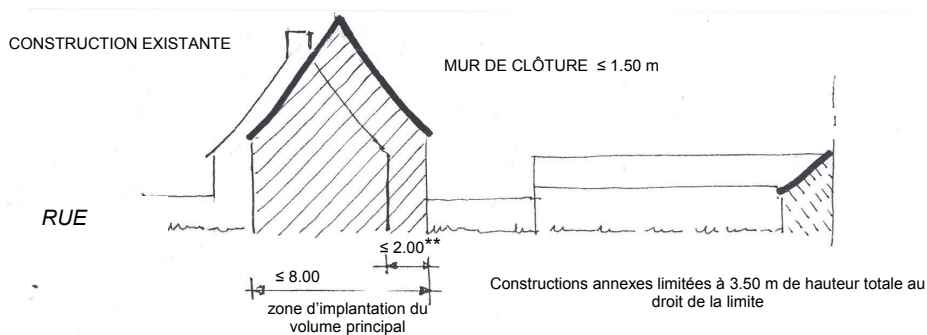 CONSTRUCTION EXISTANTE
MUR DE CLÔTURE ≤ 1.50 m
RUE
≤ 2.00**
≤ 8.00
zone d'implantation du
volume principal
Constructions annexes limitées à 3.50 m de hauteur totale au
droit de la limite